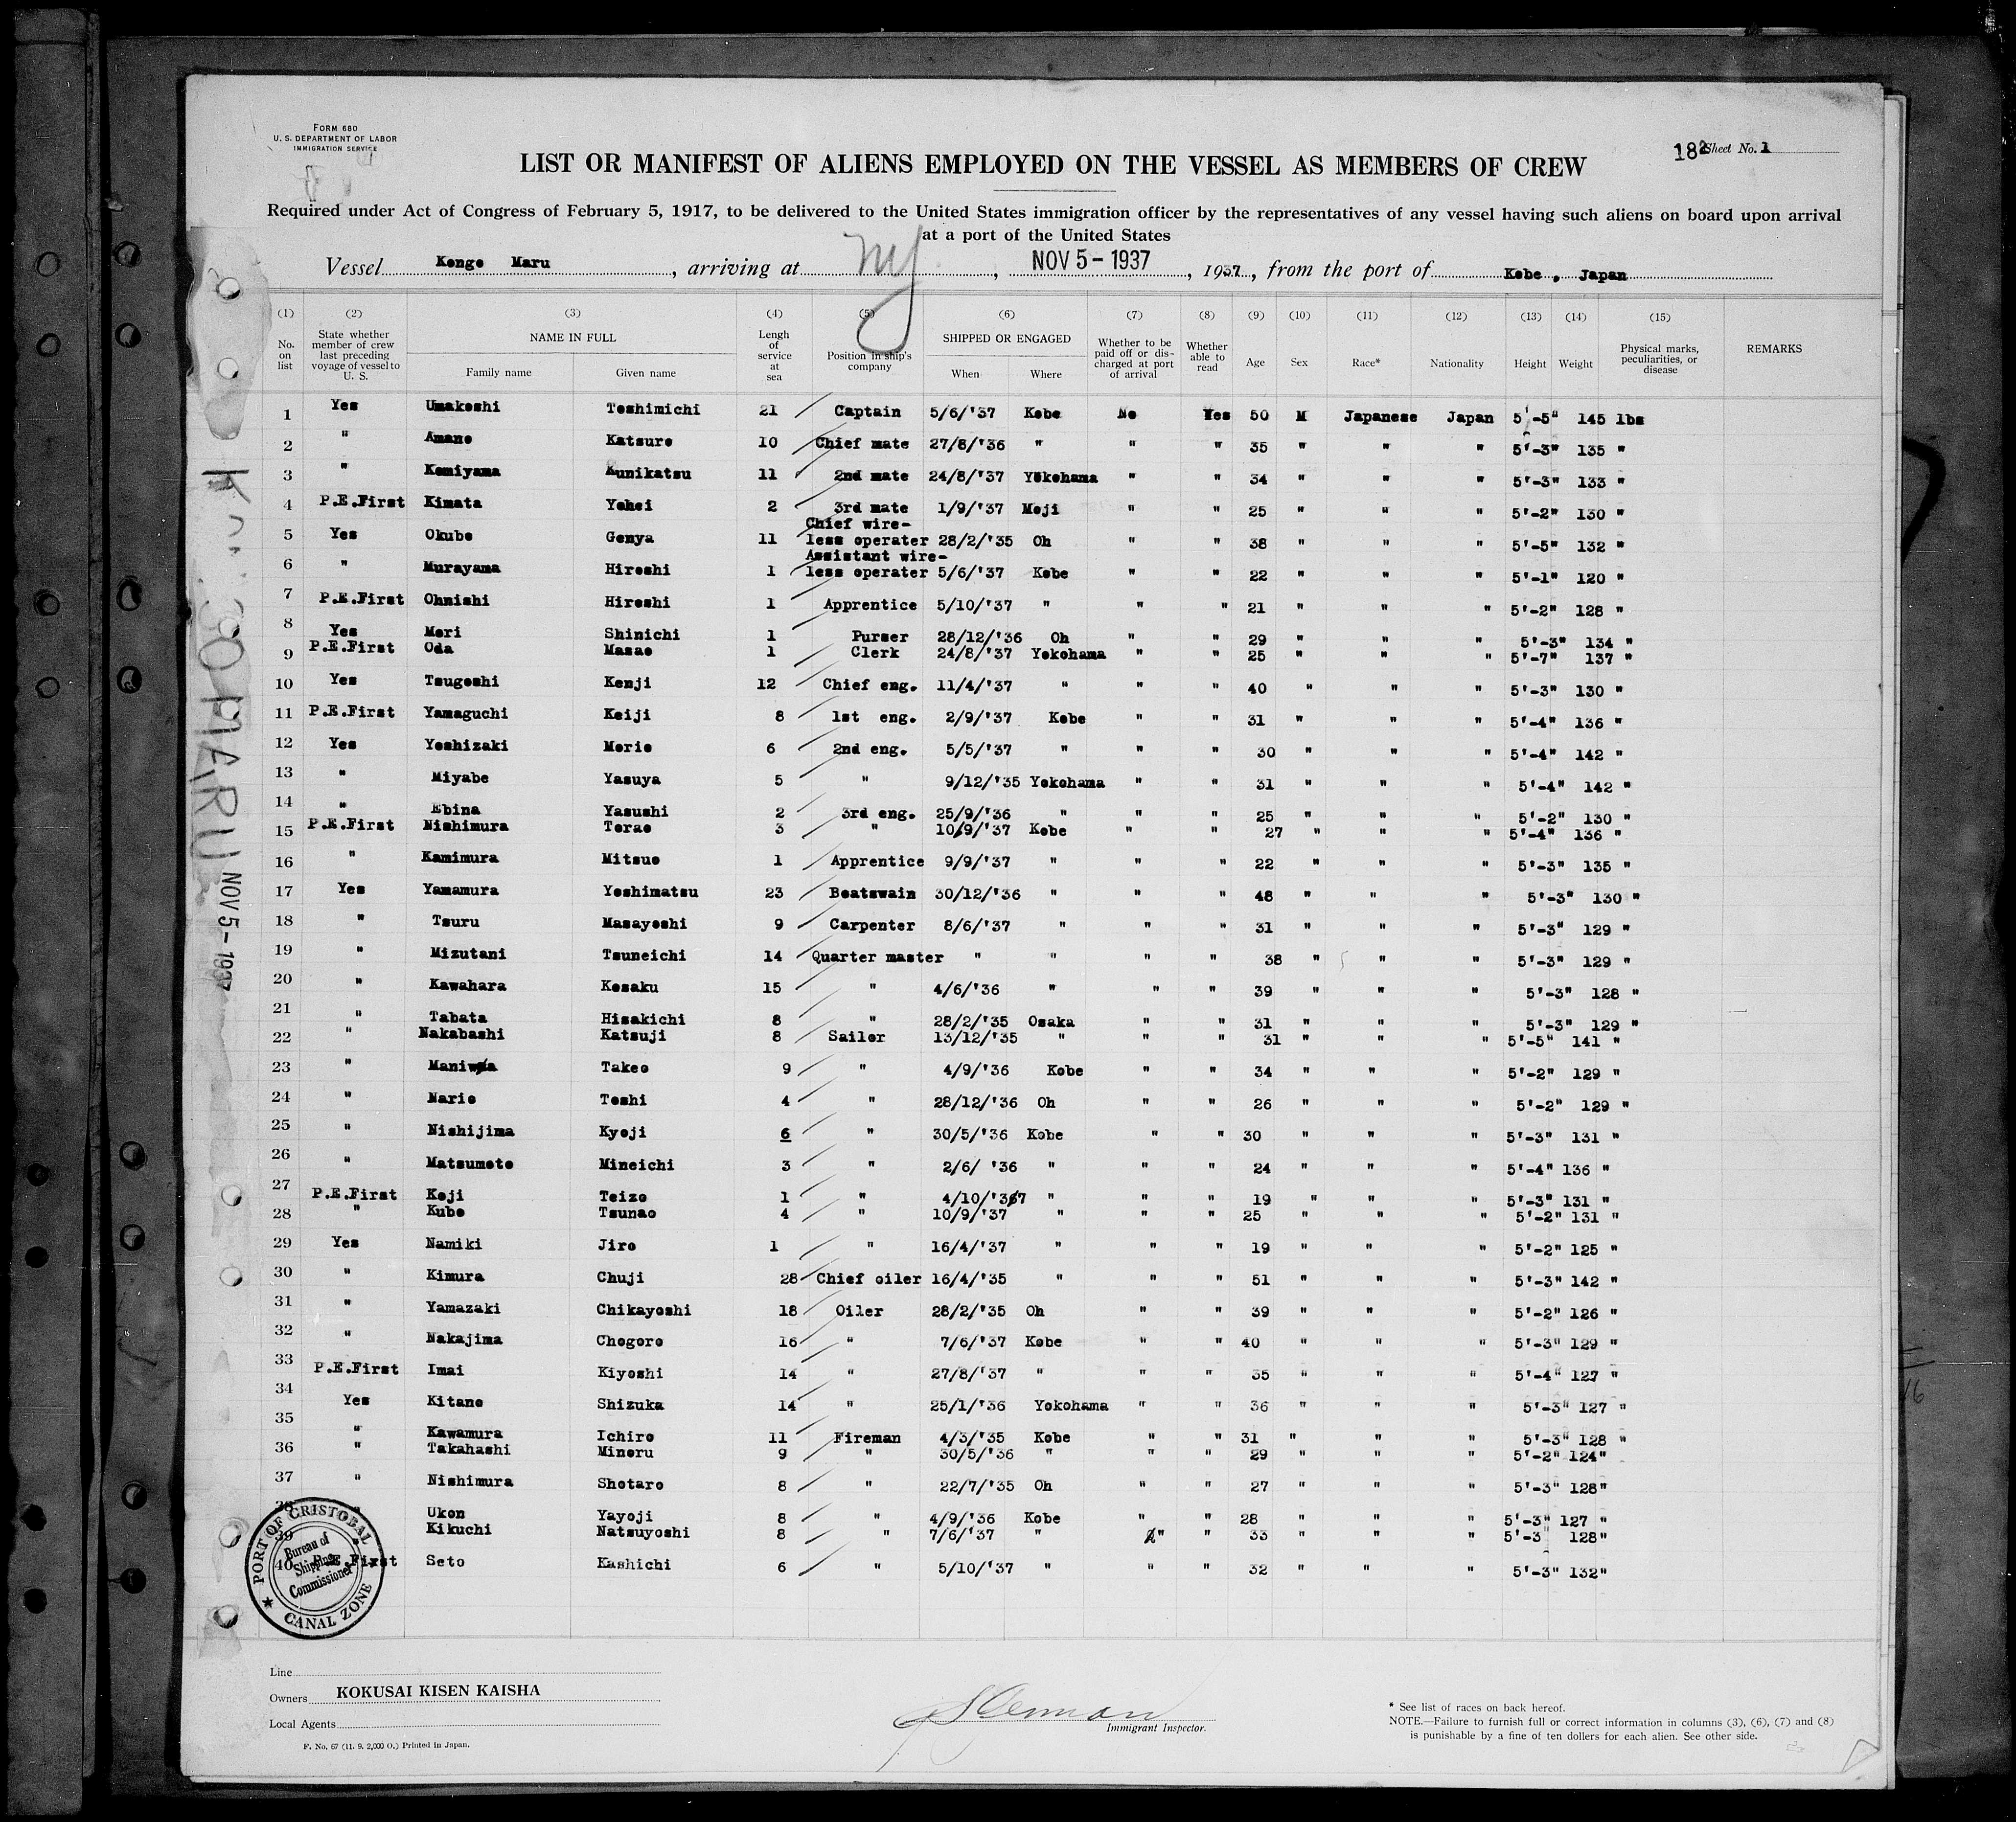 FORM 680
U. S. DEPARTMENT OF LABOR
IMMIGRATION SERVICE
182 Sheet No. 1
LIST OR MANIFEST OF ALIENS EMPLOYED ON THE VESSEL AS MEMBERS OF CREW
Required under Act of Congress of February 5, 1917, to be delivered to the United States immigration officer by the representatives of any vessel having such aliens on board upon arrival
at a port of the United States
Vessel Kongo Maru, arriving at NY, NOV 5 - 1937, 1937, from the port of Kobe, Japan
(1) (2) (3) (4) (5) (6) (7) (8) (9) (10) (11) (12) (13) (14) (15)
No. on list State whether member of crew last preceding voyage of vessel to U. S. NAME IN FULL Family name Given name Lengh of service at sea Position in ship's company SHIPPED OR ENGAGED When Where Whether to be paid off or discharged at port of arrival Whether able to read Age Sex Race* Nationality Height Weight Physical marks, peculiarities, or disease REMARKS
1 Yes Umakoshi Toshimichi 21 Captain 5/6/'37 Kobe No Yes 50 M Japanese Japan 5'-5" 145 lbs
2 " Amano Katsuro 10 Chief mate 27/8/'36 " " " 35 " " " 5'-3" 135 "
3 " Komiyama Kunikatsu 11 2nd mate 24/8/'37 Yokohama " " 34 " " " 5'-3" 133 "
4 P.E.First Kimata Yohei 2 3rd mate 1/9/'37 Moji " " 25 " " " 5'-2" 130 "
5 Yes Okubo Genya 11 Chief wire-less operater 28/2/'35 Oh " " 38 " " " 5'-5" 132 "
6 " Murayama Hiroshi 1 Assistant wire-less operater 5/6/'37 Kobe " " 22 " " " 5'-1" 120 "
7 P.E.First Ohnishi Hiroshi 1 Apprentice 5/10/'37 " " " 21 " " " 5'-2" 128 "
8 Yes Mori Shinichi 1 Purser 28/12/'36 Oh " " 29 " " " 5'-3" 134 "
9 P.E.First Oda Masao 1 Clerk 24/8/'37 Yokohama " " 25 " " " 5'-7" 137 "
10 Yes Tsugoshi Kenji 12 Chief eng. 11/4/'37 " " " 40 " " " 5'-3" 130 "
11 P.E.First Yamaguchi Keiji 8 1st eng. 2/9/'37 Kobe " " 31 " " " 5'-4" 136 "
12 Yes Yoshizaki Morio 6 2nd eng. 5/5/'37 " " " 30 " " " 5'-4" 142 "
13 " Miyabe Yasuya 5 " 9/12/'35 Yokohama " " 31 " " " 5'-4" 142 "
14 " Ebina Yasushi 2 3rd eng. 25/9/'36 " " " 25 " " " 5'-2" 130 "
15 P.E.First Nishimura Torao 3 " 10/9/'37 Kobe " " 27 " " " 5'-4" 136 "
16 " Kamimura Mitsuo 1 Apprentice 9/9/'37 " " " 22 " " " 5'-3" 135 "
17 Yes Yamamura Yoshimatsu 23 Boatswain 30/12/'36 " " " 48 " " " 5'-3" 130 "
18 " Tsuru Masayoshi 9 Carpenter 8/6/'37 " " " 31 " " " 5'-3" 129 "
19 " Mizutani Tsuneichi 14 Quarter master " " " " 38 " " " 5'-3" 129 "
20 " Kawahara Kosaku 15 " 4/6/'36 " " " 39 " " " 5'-3" 128 "
21 " Tabata Hisakichi 8 " 28/2/'35 Osaka " " 31 " " " 5'-3" 129 "
22 " Nakabashi Katsuji 8 Sailor 13/12/'35 " " " 31 " " " 5'-5" 141 "
23 " Maniwa Takeo 9 " 4/9/'36 Kobe " " 34 " " " 5'-2" 129 "
24 " Nario Toshi 4 " 28/12/'36 Oh " " 26 " " " 5'-2" 129 "
25 " Nishijima Kyoji 6 " 30/5/'36 Kobe " " 30 " " " 5'-3" 131 "
26 " Matsumoto Mineichi 3 " 2/6/ '36 " " " 24 " " " 5'-4" 136 "
27 P.E.First Koji Teizo 1 " 4/10/'37 " " " 19 " " " 5'-3" 131 "
28 " Kubo Tsunao 4 " 10/9/'37 " " " 25 " " " 5'-2" 131 "
29 Yes Namiki Jiro 1 " 16/4/'37 " " " 19 " " " 5'-2" 125 "
30 " Kimura Chuji 28 Chief oiler 16/4/'35 " " " 51 " " " 5'-3" 142 "
31 " Yamazaki Chikayoshi 18 Oiler 28/2/'35 Oh " " 39 " " " 5'-2" 126 "
32 " Nakajima Chogoro 16 " 7/6/'37 Kobe " " 40 " " " 5'-3" 129 "
33 P.E.First Imai Kiyoshi 14 " 27/8/'37 " " " 35 " " " 5'-4" 127 "
34 Yes Kitano Shizuka 14 " 25/1/'36 Yokohama " " 36 " " " 5'-3" 127 "
35 " Kawamura Ichiro 11 Fireman 4/3/'35 Kobe " " 31 " " " 5'-3" 128 "
36 " Takahashi Minoru 9 " 30/5/'36 " " " 29 " " " 5'-2" 124"
37 " Nishimura Shotaro 8 " 22/7/'35 Oh " " 27 " " " 5'-3" 128"
38 " Ukon Yayoji 8 " 4/9/'36 Kobe " " 28 " " " 5'-3" 127 "
39 Kikuchi Natsuyoshi 8 " 7/6/'37 " " " 33 " " " 5'-3 128"
40 P.E.First Seto Kashichi 6 " 5/10/'37 " " " 32 " " " 5'-3" 132"
KONGO MARU NOV 5 - 1937
PORT OF CRISTOBAL
Bureau of
Shipping
Commissioner
★ CANAL ZONE ★
Line
Owners KOKUSAI KISEN KAISHA
Local Agents
F. No. 67 (11. 9. 2,000 O.) Printed in Japan.
Immigrant Inspector.
* See list of races on back hereof.
NOTE.—Failure to furnish full or correct information in columns (3), (6), (7) and (8)
is punishable by a fine of ten dollars for each alien. See other side.